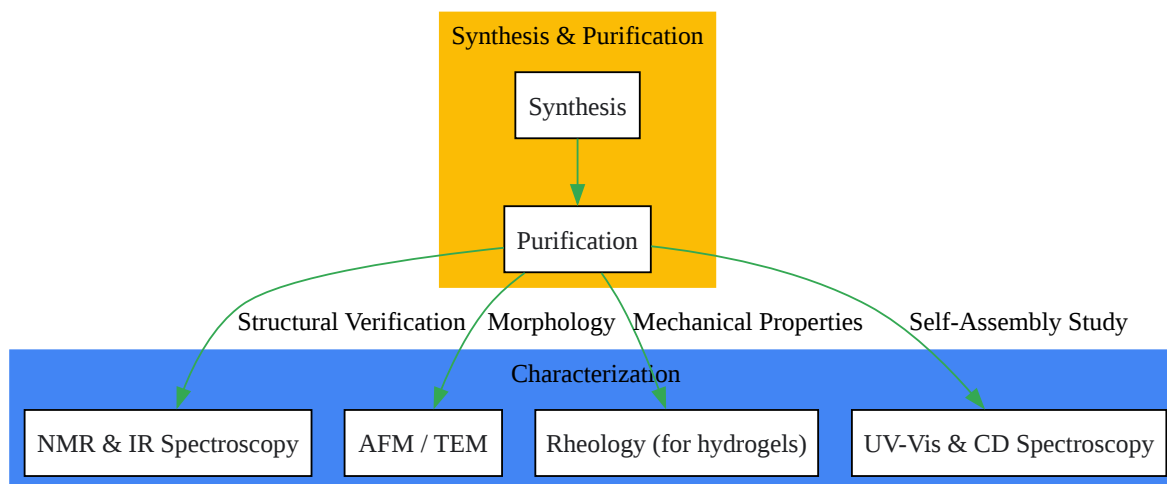 Synthesis & Purification
Synthesis
Purification
Structural Verification
Morphology
Mechanical Properties
Self-Assembly Study
Characterization
NMR & IR Spectroscopy
AFM / TEM
Rheology (for hydrogels)
UV-Vis & CD Spectroscopy